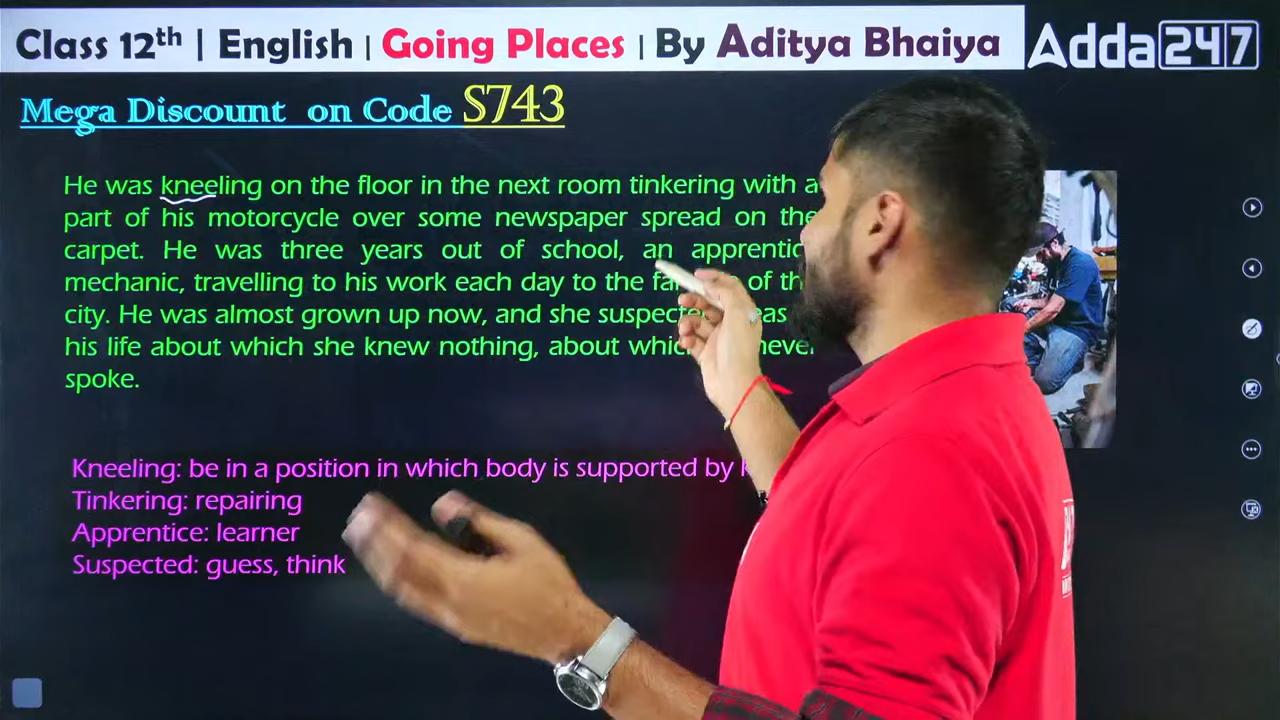 Class 12th | English | Going Places | By Aditya Bhaiya
Adda247
Mega Discount on Code S743
He was kneeling on the floor in the next room tinkering with a
part of his motorcycle over some newspaper spread on the
carpet. He was three years out of school, an
mechanic, travelling to his work each day to the of
city. He was almost grown up now, and she suspected
his life about which she knew nothing, about never
spoke.
Kneeling: be in a position in which body is supported by
Tinkering: repairing
Apprentice: learner
Suspected: guess, think